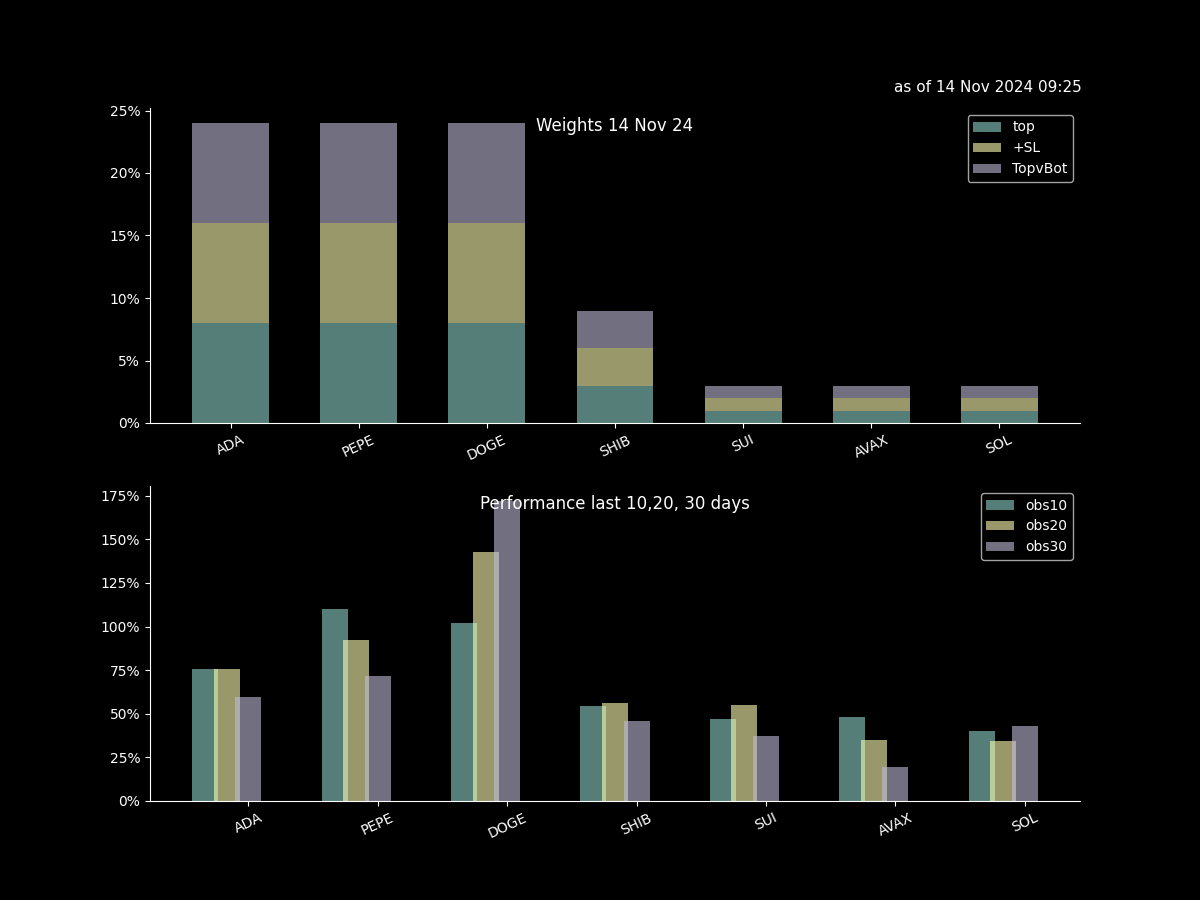 as of 14 Nov 2024 09:25
Weights 14 Nov 24
25%
20%
15%
10%
5%
0%
top
+SL
TopvBot
ADA PEPE DOGE SHIB SUI AVAX SOL
Performance last 10,20, 30 days
175%
150%
125%
100%
75%
50%
25%
0%
obs10
obs20
obs30
ADA PEPE DOGE SHIB SUI AVAX SOL